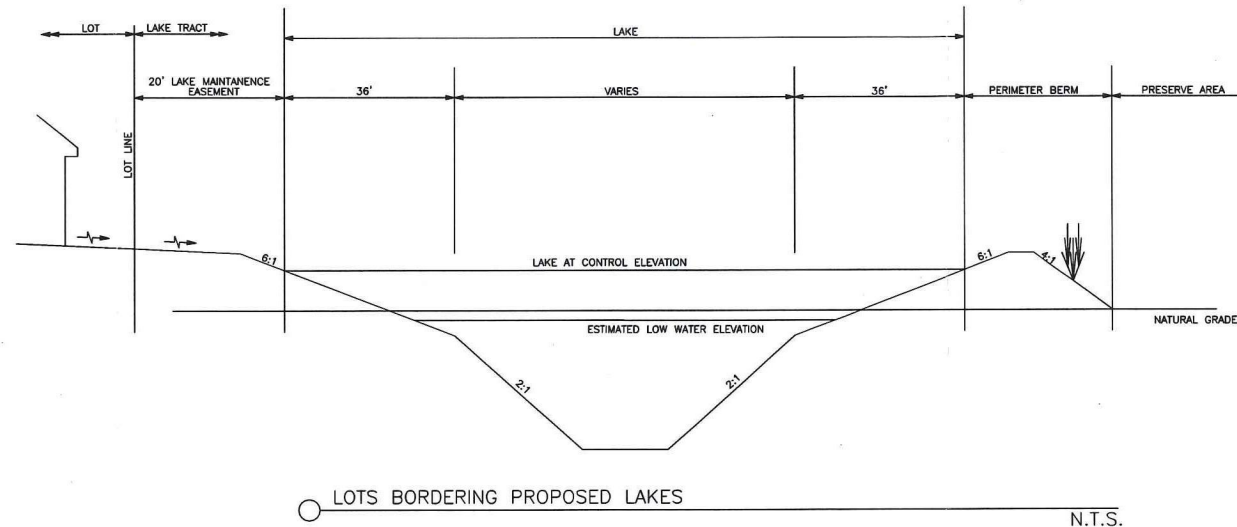 LOT
LAKE TRACT
LAKE
20' LAKE MAINTANENCE
EASEMENT
36'
VARIES
36'
PERIMETER BERM
PRESERVE AREA
LOT LINE
6:1
LAKE AT CONTROL ELEVATION
6:1
4:1
ESTIMATED LOW WATER ELEVATION
NATURAL GRADE
2:1
2:1
LOTS BORDERING PROPOSED LAKES
N.T.S.